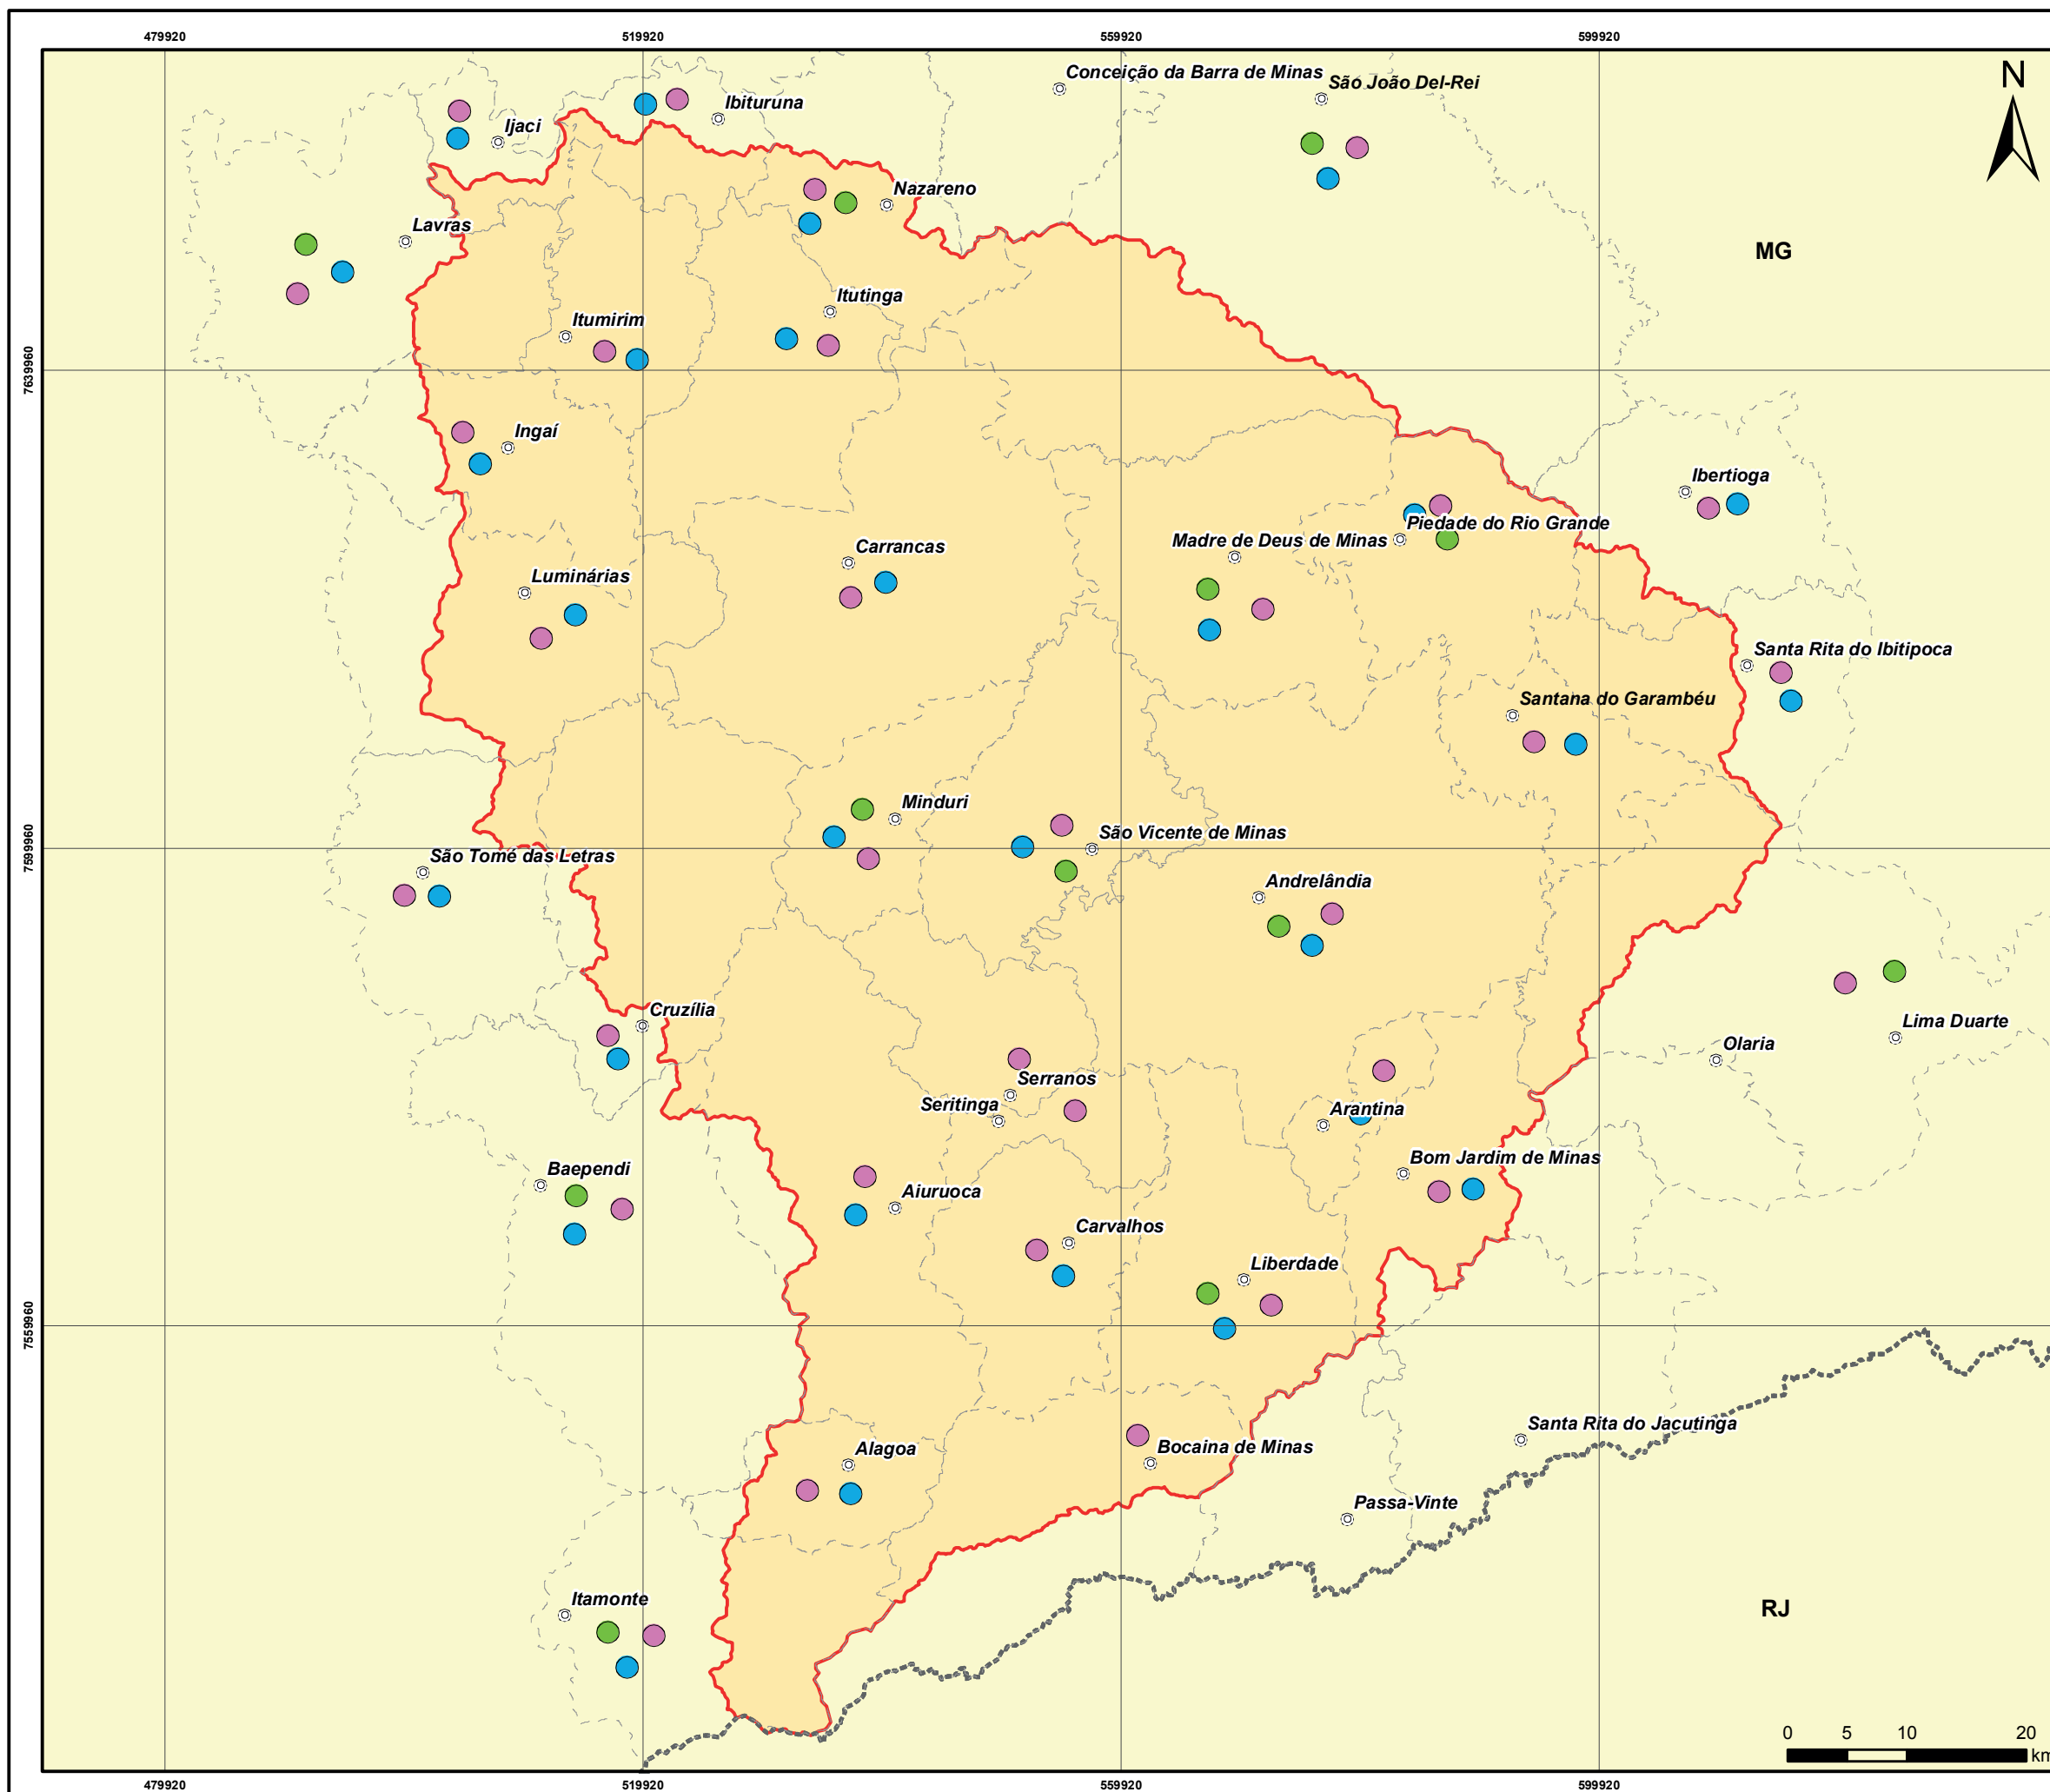 479920
519920
559920
599920
Conceição da Barra de Minas
São João Del-Rei
N
Ibituruna
Ijaci
Nazareno
Lavras
MG
Itutinga
Itumirim
7639960
Ingaí
Ibertioga
Piedade do Rio Grande
Madre de Deus de Minas
Carrancas
Luminárias
Santa Rita do Ibitipoca
Santana do Garambéu
Minduri
São Vicente de Minas
7599960
São Tomé das Letras
Andrelândia
Cruzília
Lima Duarte
Olaria
Serranos
Seritinga
Arantina
Bom Jardim de Minas
Baependi
Aiuruoca
Carvalhos
Liberdade
7559960
Santa Rita do Jacutinga
Bocaina de Minas
Alagoa
Passa-Vinte
Itamonte
RJ
0 5 10 20
km
479920
519920
559920
599920